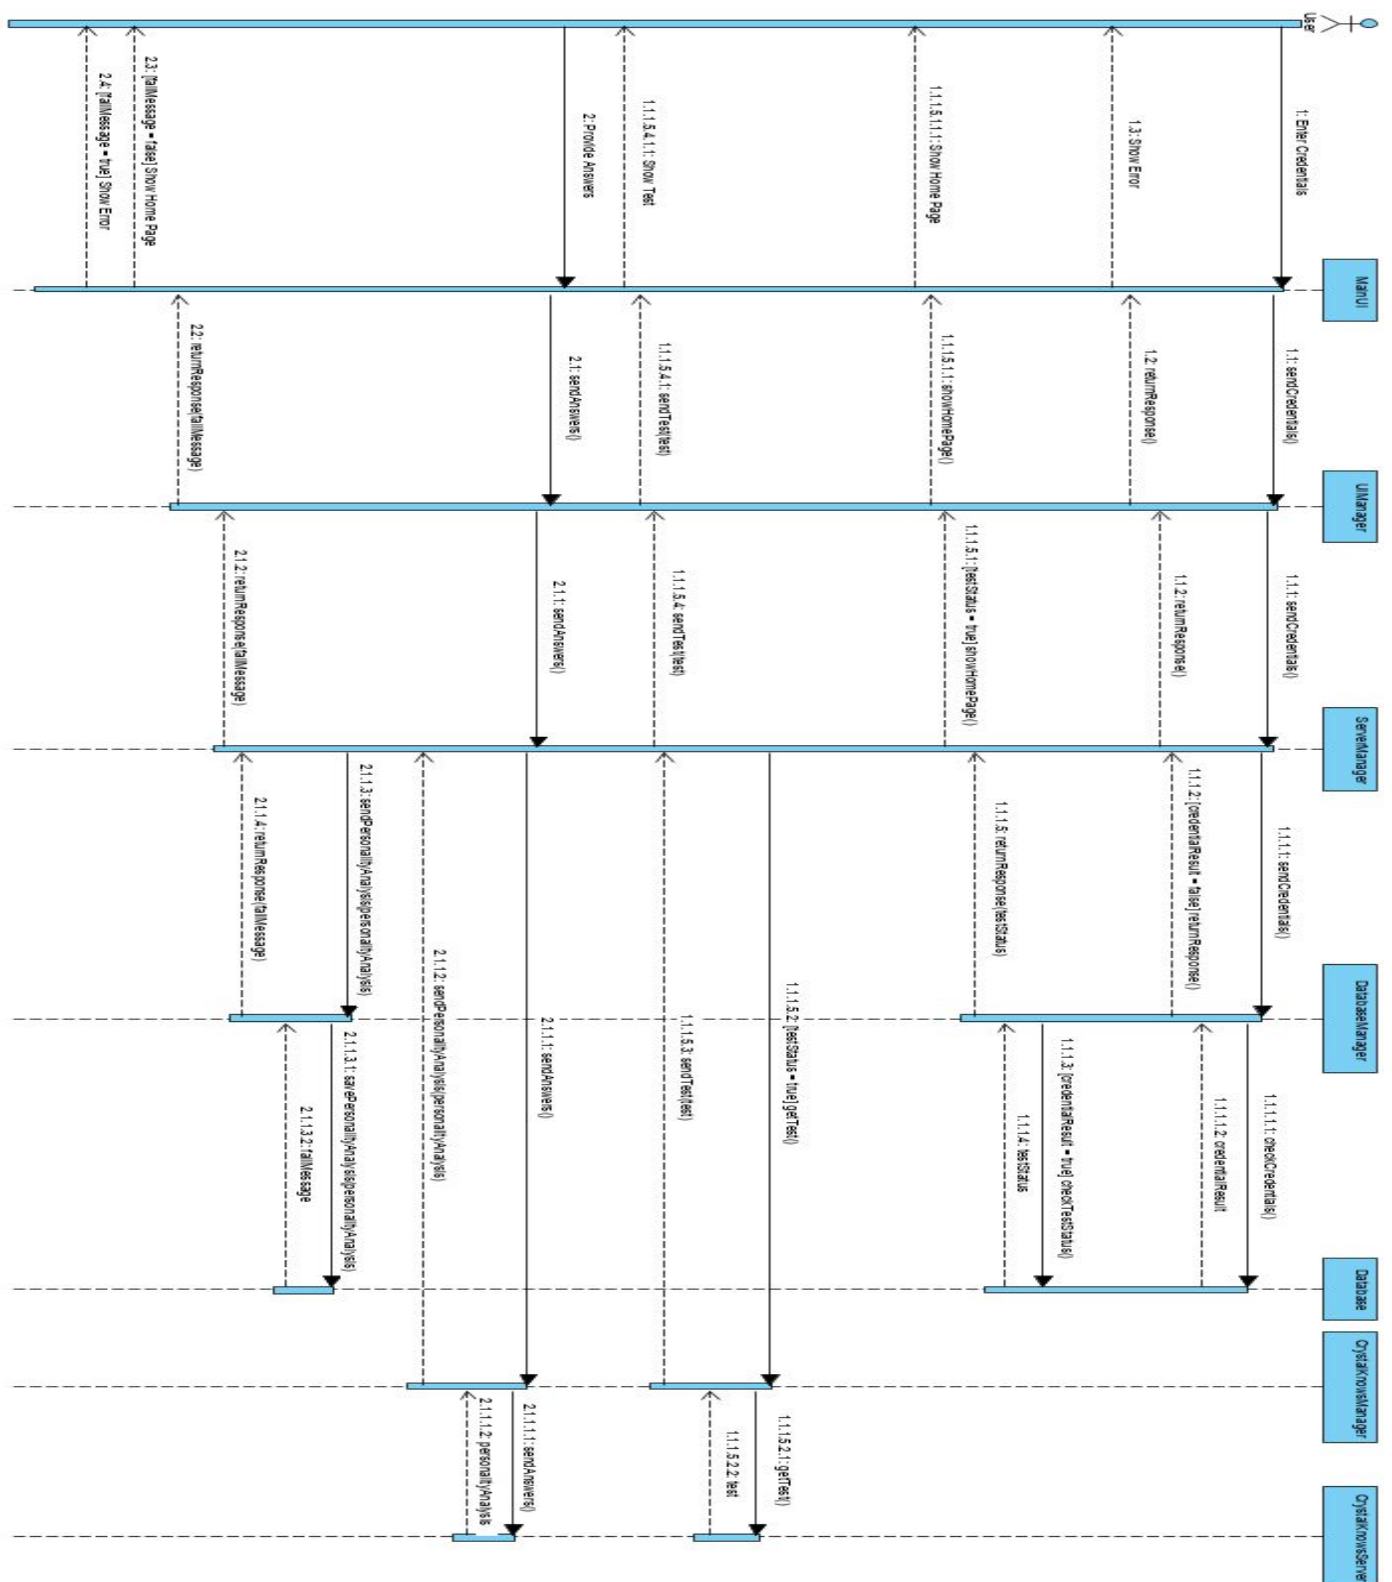 User
MainUI
UIManager
ServerManager
DatabaseManager
Database
CrystalKnowsManager
CrystalKnowsServer
1: Enter Credentials
1.1: sendCredentials()
1.1.1: sendCredentials()
1.1.1.1: sendCredentials()
1.1.1.1.1: checkCredentials()
1.1.1.1.2: credentialResult
1.1.1.2: [credentialResult = false] returnResponse()
1.1.2: returnResponse()
1.2: returnResponse()
1.3: Show Error
1.1.1.3: [credentialResult = true] checkTestStatus()
1.1.1.4: testStatus
1.1.1.5: returnResponse(testStatus)
1.1.1.5.1: [testStatus = true] showHomePage()
1.1.1.5.1.1: showHomePage()
1.1.1.5.1.1.1: Show Home Page
1.1.1.5.2: [testStatus = true] getTest()
1.1.1.5.2.1: getTest()
1.1.1.5.2.2: test
1.1.1.5.3: sendTest(test)
1.1.1.5.4: sendTest(test)
1.1.1.5.4.1: sendTest(test)
1.1.1.5.4.1.1: Show Test
2: Provide Answers
2.1: sendAnswers()
2.1.1: sendAnswers()
2.1.1.1: sendAnswers()
2.1.1.1.1: sendAnswers()
2.1.1.1.2: personalityAnalysis
2.1.1.2: sendPersonalityAnalysis(personalityAnalysis)
2.1.1.3: sendPersonalityAnalysis(personalityAnalysis)
2.1.1.3.1: savePersonalityAnalysis(personalityAnalysis)
2.1.1.3.2: failMessage
2.1.1.4: returnResponse(failMessage)
2.1.2: returnResponse(failMessage)
2.2: returnResponse(failMessage)
2.3: [failMessage = false] Show Home Page
2.4: [failMessage = true] Show Error